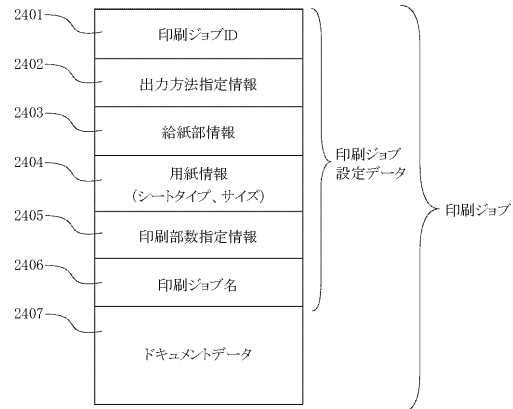 2401
印刷ジョブID
2402
出力方法指定情報
2403
給紙部情報
2404
用紙情報
(シートタイプ、サイズ)
2405
印刷部数指定情報
2406
印刷ジョブ名
2407
ドキュメントデータ
印刷ジョブ
設定データ
印刷ジョブ